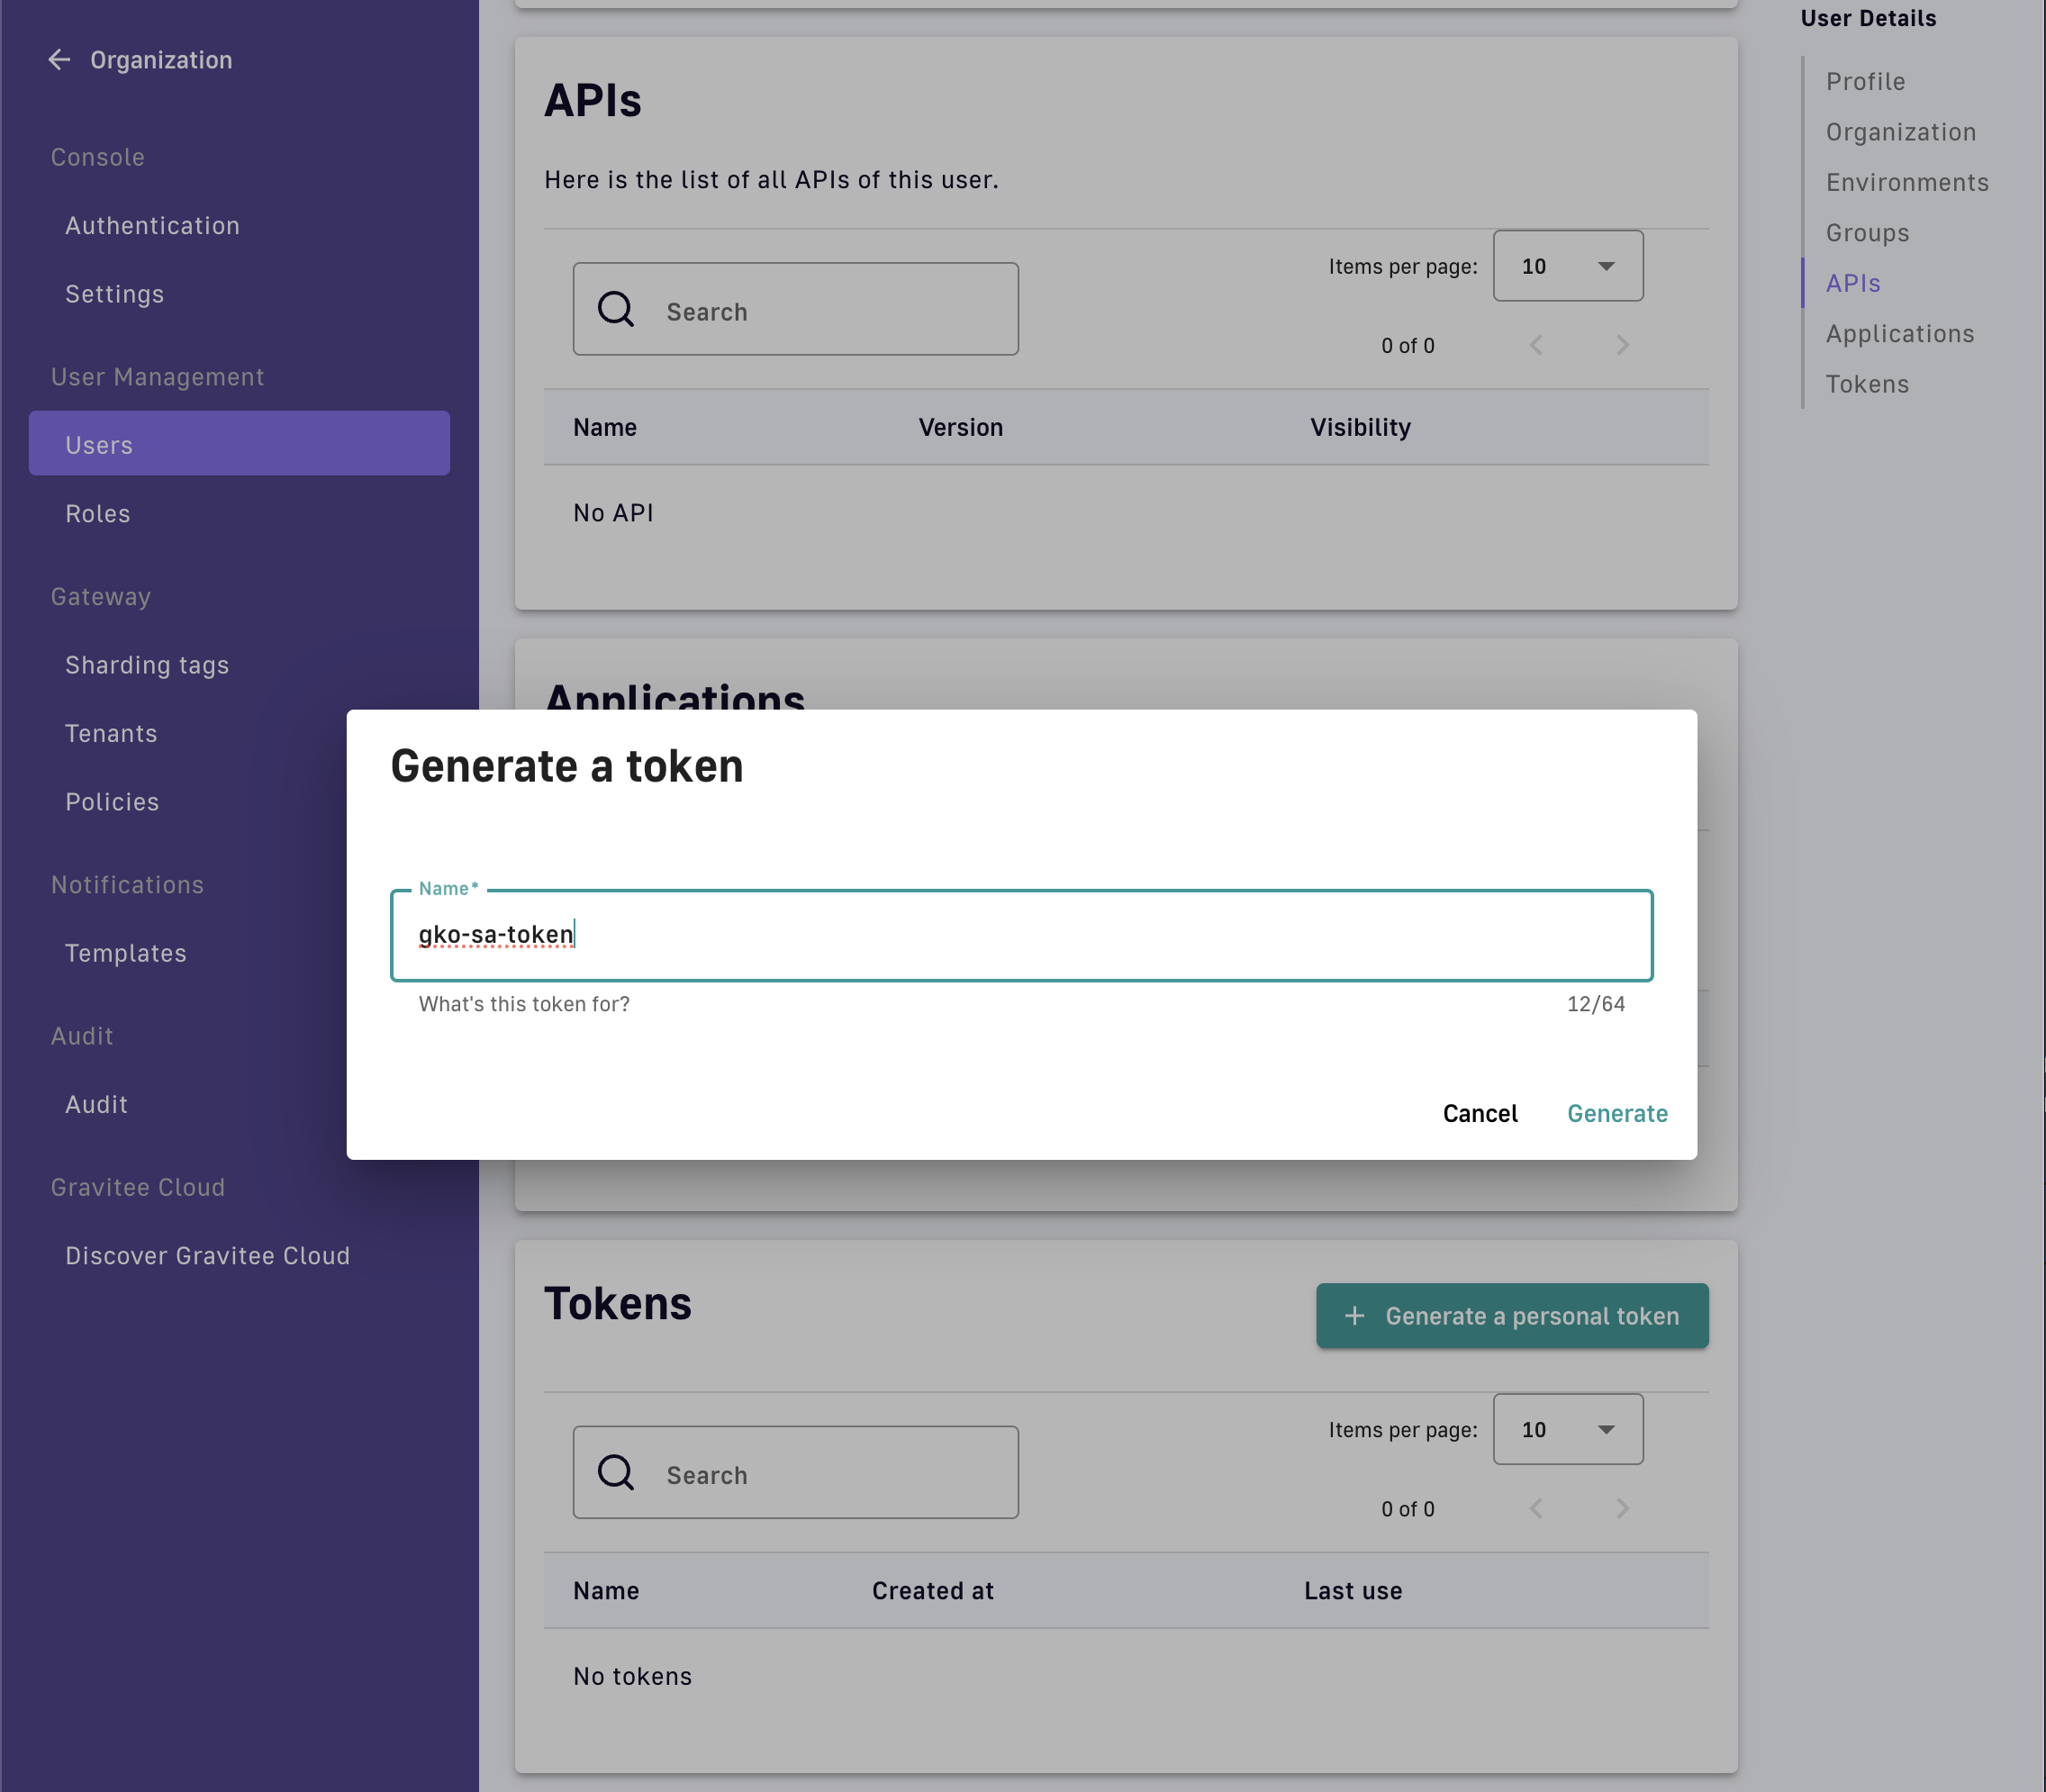 Organization
Console
Authentication
Settings
User Management
Users
Roles
Gateway
Sharding tags
Tenants
Policies
Notifications
Templates
Audit
Audit
Gravitee Cloud
Discover Gravitee Cloud
APIs
Here is the list of all APIs of this user.
Search
Items per page: 10
0 of 0
Name Version Visibility
No API
Applications
Generate a token
Name*
gko-sa-token
What's this token for? 12/64
Cancel Generate
Tokens
+ Generate a personal token
Search
Items per page: 10
0 of 0
Name Created at Last use
No tokens
User Details
Profile
Organization
Environments
Groups
APIs
Applications
Tokens